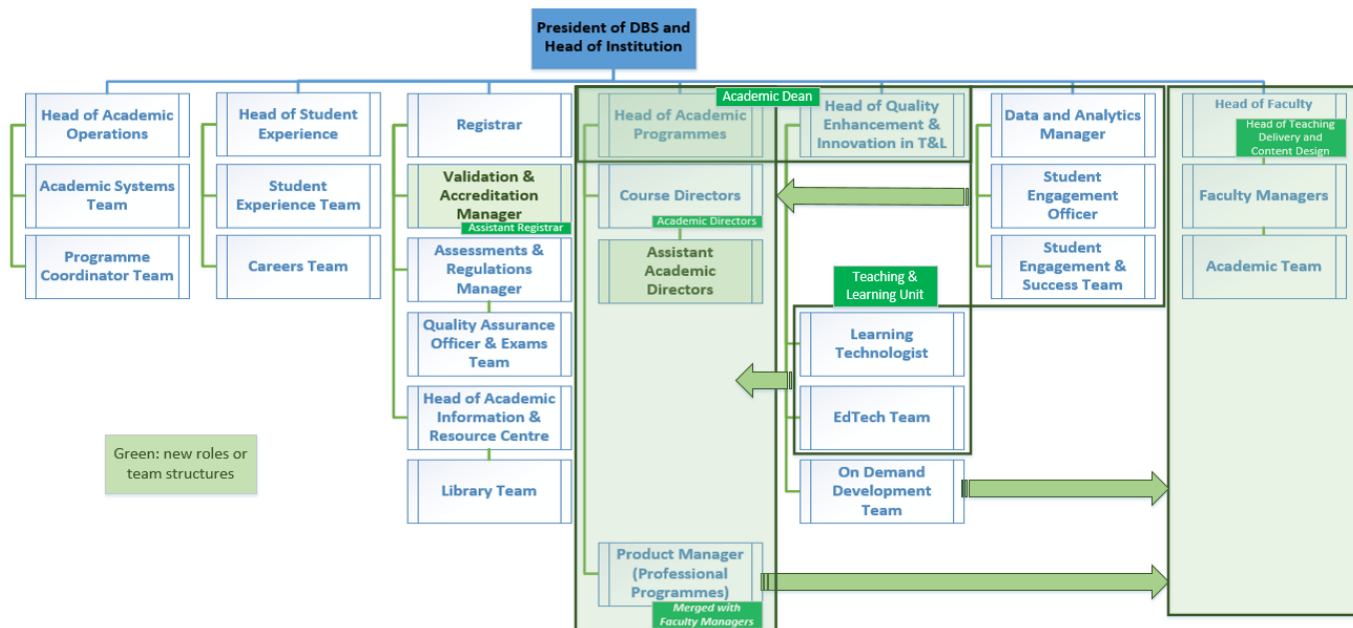 President of DBS and
Head of Institution
Head of Academic
Operations
Academic Systems
Team
Programme
Coordinator Team
Head of Student
Experience
Student
Experience Team
Careers Team
Registrar
Validation &
Accreditation
Manager
Assistant Registrar
Assessments &
Regulations
Manager
Quality Assurance
Officer & Exams
Team
Head of Academic
Information &
Resource Centre
Library Team
Academic Dean
Head of Academic
Programmes
Course Directors
Academic Directors
Assistant
Academic
Directors
Product Manager
(Professional
Programmes)
Merged with
Faculty Managers
Head of Quality
Enhancement &
Innovation in T&L
Teaching &
Learning Unit
Learning
Technologist
EdTech Team
On Demand
Development
Team
Data and Analytics
Manager
Student
Engagement
Officer
Student
Engagement &
Success Team
Head of Faculty
Head of Teaching
Delivery and
Content Design
Faculty Managers
Academic Team
Green: new roles or
team structures